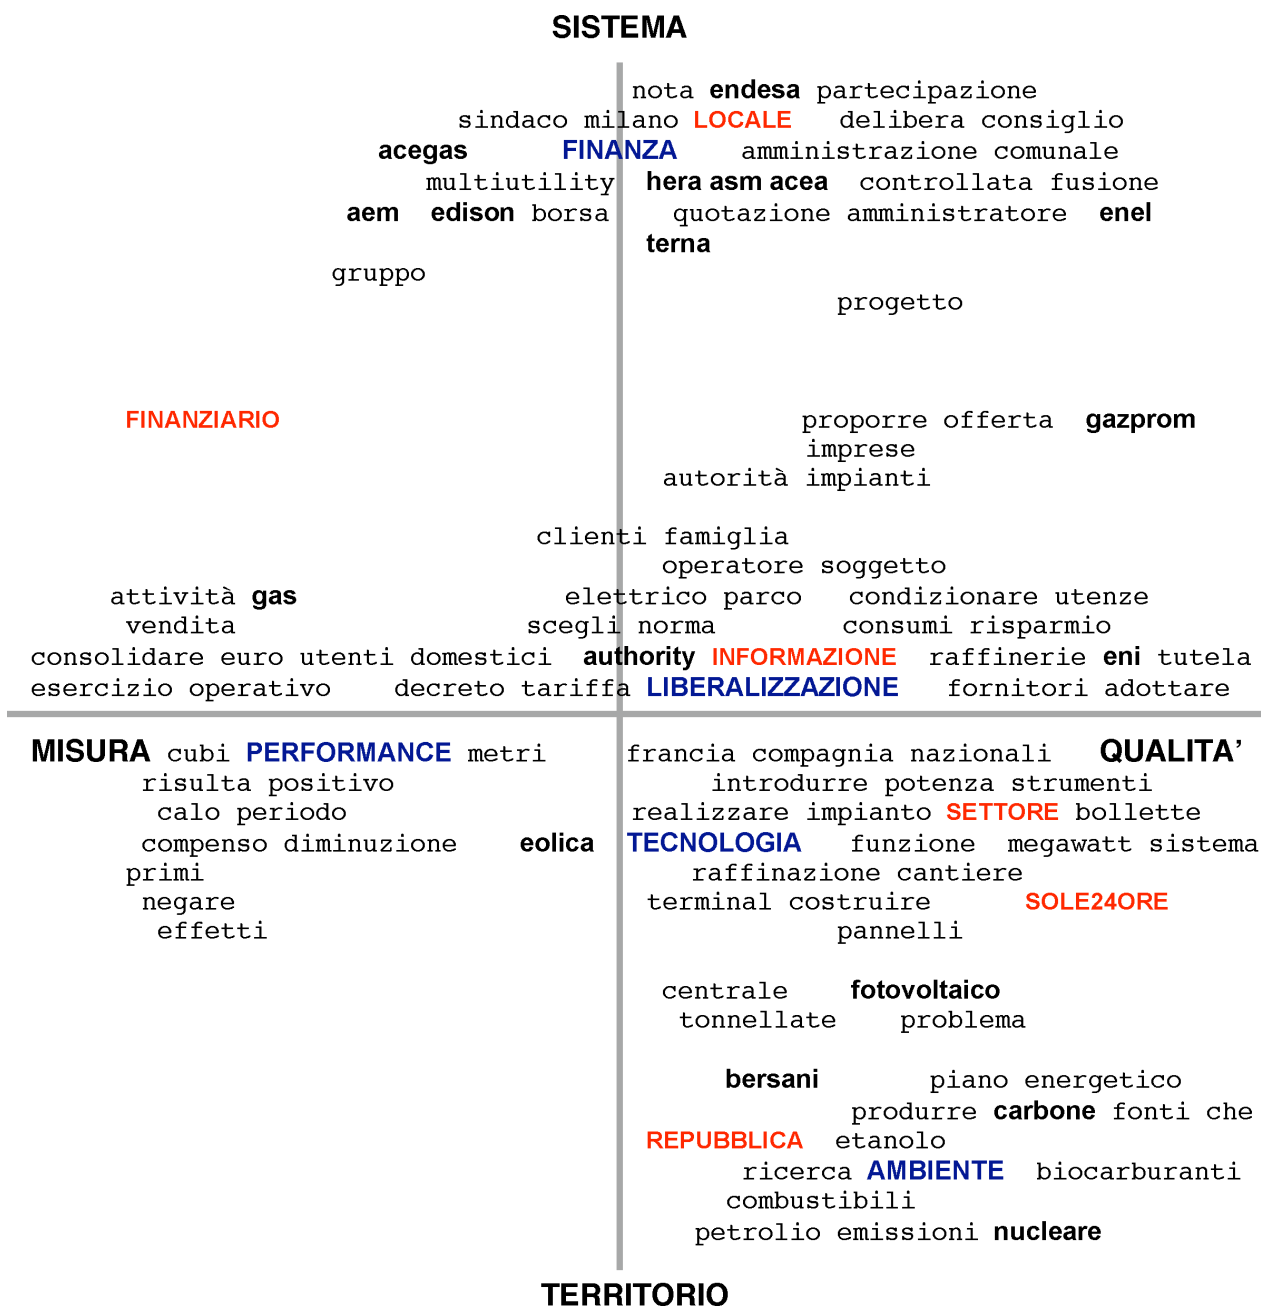 SISTEMA
nota endesa partecipazione
sindaco milano LOCALE delibera consiglio
acegas FINANZA amministrazione comunale
multiutility hera asm acea controllata fusione
aem edison borsa quotazione amministratore enel
terna
gruppo
progetto
FINANZIARIO proporre offerta gazprom
imprese
autorità impianti
clienti famiglia
operatore soggetto
attività gas elettrico parco condizionare utenze
vendita scegli norma consumi risparmio
consolidare euro utenti domestici authority INFORMAZIONE raffinerie eni tutela
esercizio operativo decreto tariffa LIBERALIZZAZIONE fornitori adottare
MISURA cubi PERFORMANCE metri francia compagnia nazionali QUALITA’
risulta positivo introdurre potenza strumenti
calo periodo realizzare impianto SETTORE bollette
compenso diminuzione eolica TECNOLOGIA funzione megawatt sistema
primi raffinazione cantiere
negare terminal costruire SOLE24ORE
effetti pannelli
centrale fotovoltaico
tonnellate problema
bersani piano energetico
produrre carbone fonti che
REPUBBLICA etanolo
ricerca AMBIENTE biocarburanti
combustibili
petrolio emissioni nucleare
TERRITORIO